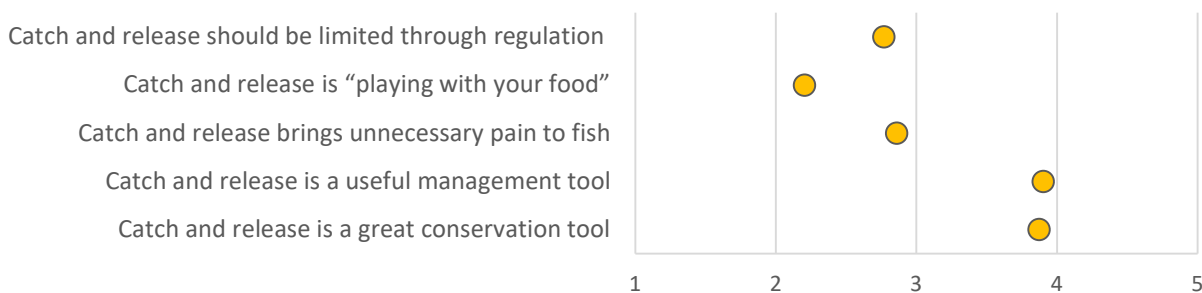 Catch and release should be limited through regulation
Catch and release is “playing with your food”
Catch and release brings unnecessary pain to fish
Catch and release is a useful management tool
Catch and release is a great conservation tool
1 2 3 4 5